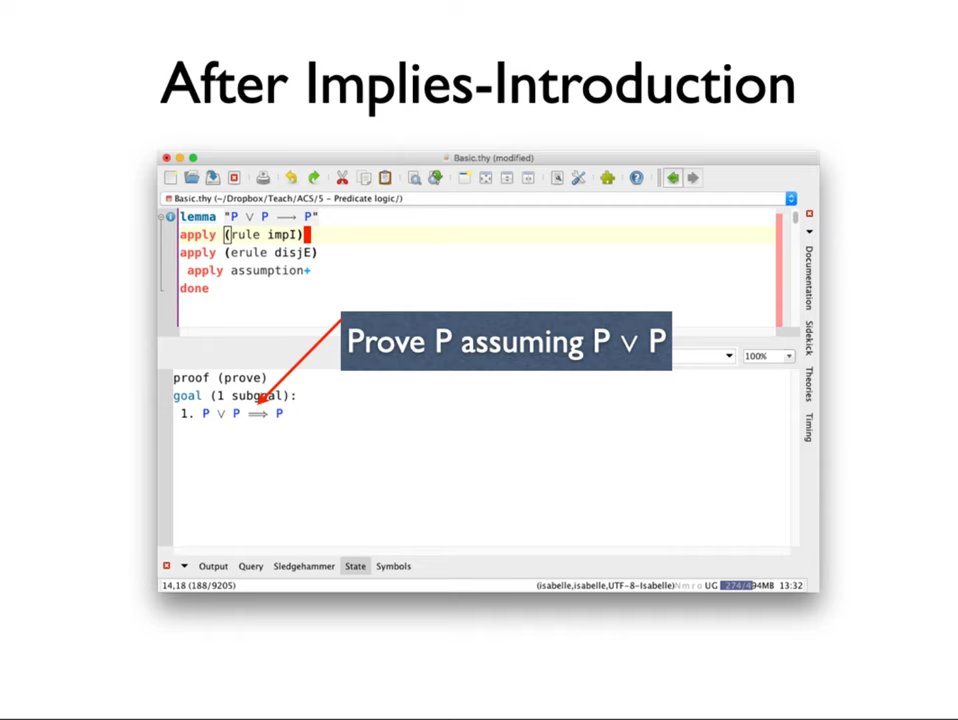 After Implies-Introduction
Basic.thy (modified)
Basic.thy (~/Dropbox/Teach/ACS/5 - Predicate logic/)
lemma "P ∨ P ⟶ P"
apply (rule impI)
apply (erule disjE)
apply assumption+
done
Prove P assuming P ∨ P
100%
proof (prove)
goal (1 subgoal):
1. P ∨ P ⟹ P
Documentation
Sidekick
Theories
Timing
Output Query Sledgehammer State Symbols
14,18 (188/9205) (isabelle,isabelle,UTF-8-Isabelle)Nmro UG 13:32